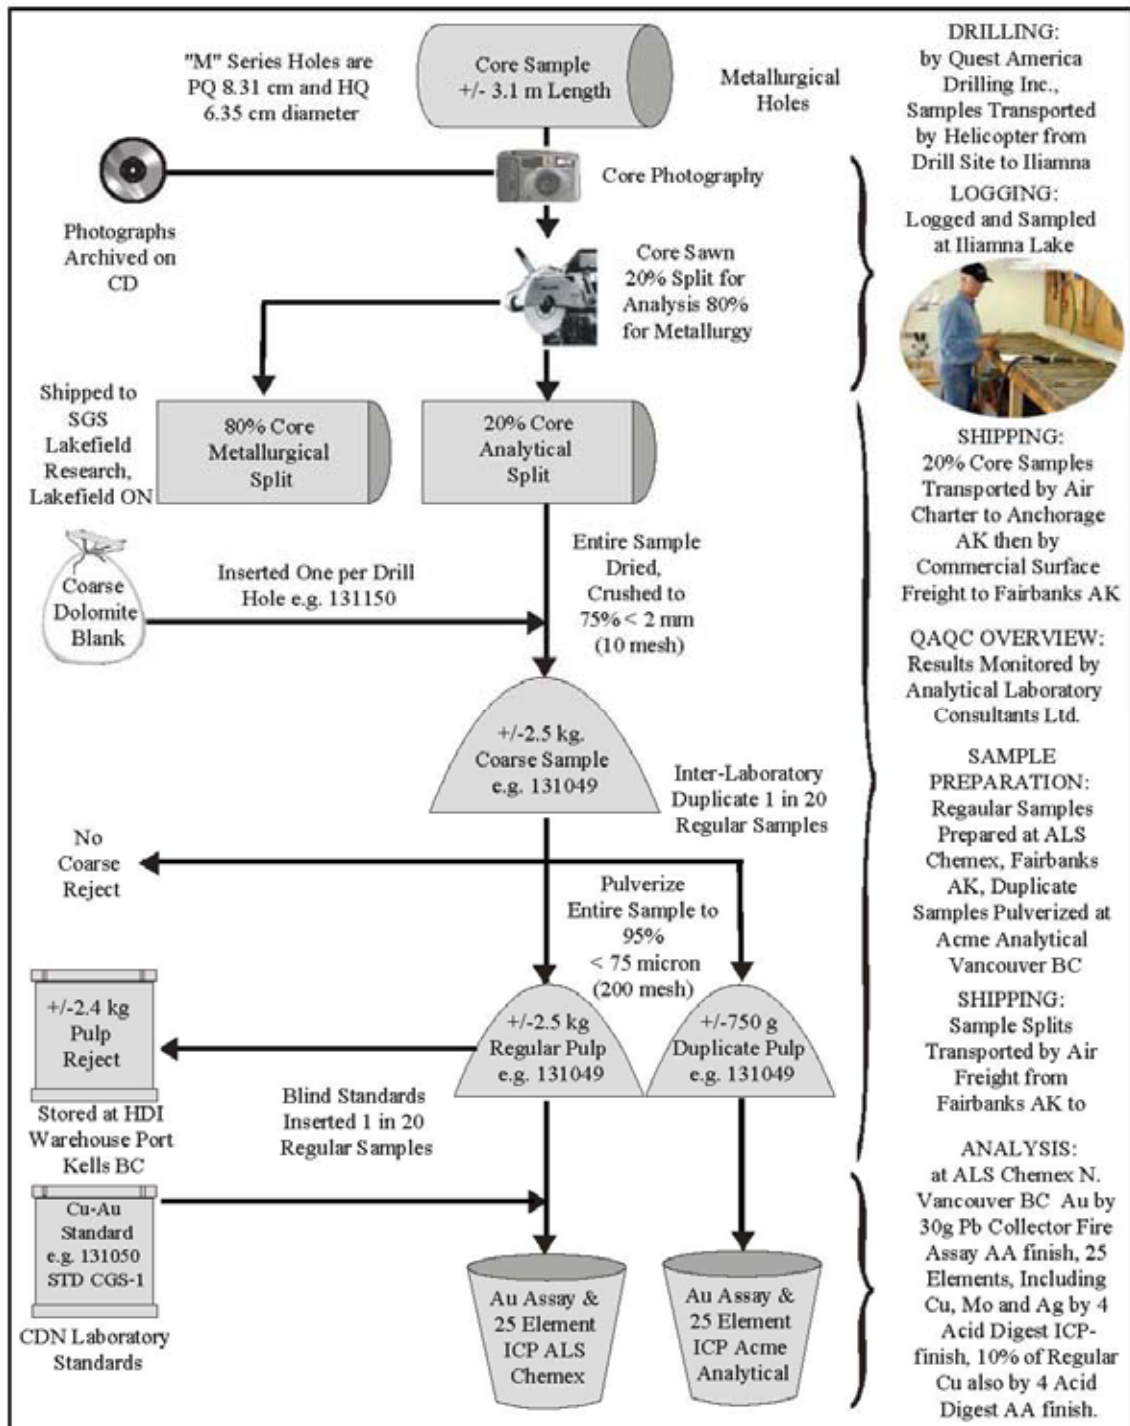 "M" Series Holes are
PQ 8.31 cm and HQ
6.35 cm diameter
Core Sample
+/- 3.1 m Length
Metallurgical
Holes
Core Photography
Photographs
Archived on
CD
Core Sawn
20% Split for
Analysis 80%
for Metallurgy
Shipped to
SGS
Lakefield
Research,
Lakefield ON
80% Core
Metallurgical
Split
20% Core
Analytical
Split
Coarse
Dolomite
Blank
Inserted One per Drill
Hole e.g. 131150
Entire Sample
Dried,
Crushed to
75% < 2 mm
(10 mesh)
+/-2.5 kg.
Coarse Sample
e.g. 131049
Inter-Laboratory
Duplicate 1 in 20
Regular Samples
No
Coarse
Reject
Pulverize
Entire Sample to
95%
< 75 micron
(200 mesh)
+/-2.4 kg
Pulp
Reject
Stored at HDI
Warehouse Port
Kells BC
+/-2.5 kg
Regular Pulp
e.g. 131049
+/-750 g
Duplicate Pulp
e.g. 131049
Blind Standards
Inserted 1 in 20
Regular Samples
Cu-Au
Standard
e.g. 131050
STD CGS-1
CDN Laboratory
Standards
Au Assay &
25 Element
ICP ALS
Chemex
Au Assay &
25 Element
ICP Acme
Analytical
DRILLING:
by Quest America
Drilling Inc.,
Samples Transported
by Helicopter from
Drill Site to Iliamna
LOGGING:
Logged and Sampled
at Iliamna Lake
SHIPPING:
20% Core Samples
Transported by Air
Charter to Anchorage
AK then by
Commercial Surface
Freight to Fairbanks AK
QAQC OVERVIEW:
Results Monitored by
Analytical Laboratory
Consultants Ltd.
SAMPLE
PREPARATION:
Regaular Samples
Prepared at ALS
Chemex, Fairbanks
AK, Duplicate
Samples Pulverized at
Acme Analytical
Vancouver BC
SHIPPING:
Sample Splits
Transported by Air
Freight from
Fairbanks AK to
ANALYSIS:
at ALS Chemex N.
Vancouver BC Au by
30g Pb Collector Fire
Assay AA finish, 25
Elements, Including
Cu, Mo and Ag by 4
Acid Digest ICP-
finish, 10% of Regular
Cu also by 4 Acid
Digest AA finish.